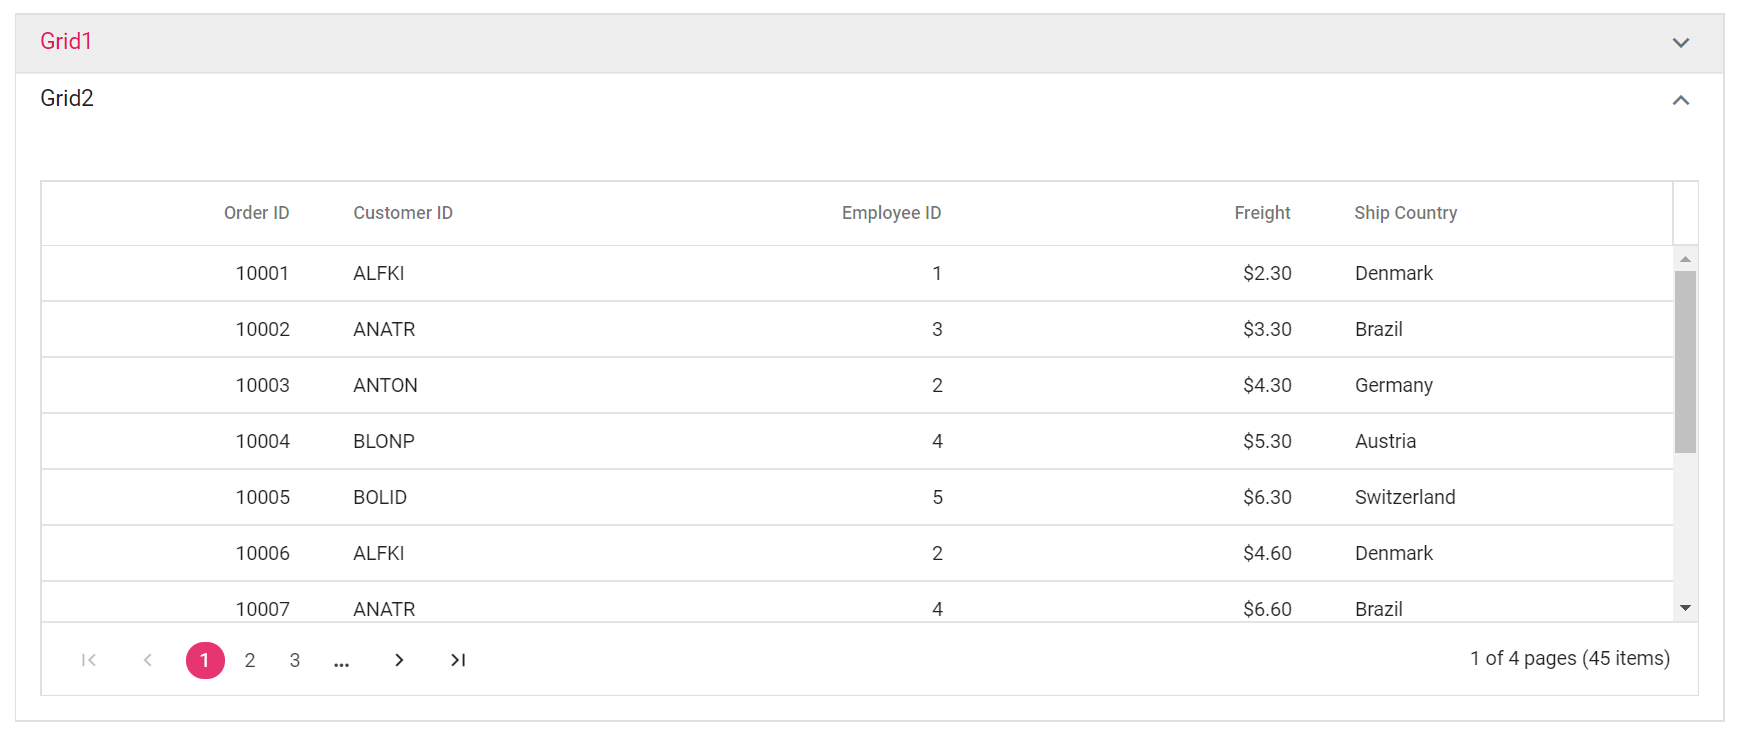 Grid1
Grid2
Order ID Customer ID Employee ID Freight Ship Country
10001 ALFKI 1 $2.30 Denmark
10002 ANATR 3 $3.30 Brazil
10003 ANTON 2 $4.30 Germany
10004 BLONP 4 $5.30 Austria
10005 BOLID 5 $6.30 Switzerland
10006 ALFKI 2 $4.60 Denmark
10007 ANATR 4 $6.60 Brazil
1 2 3 ... 1 of 4 pages (45 items)